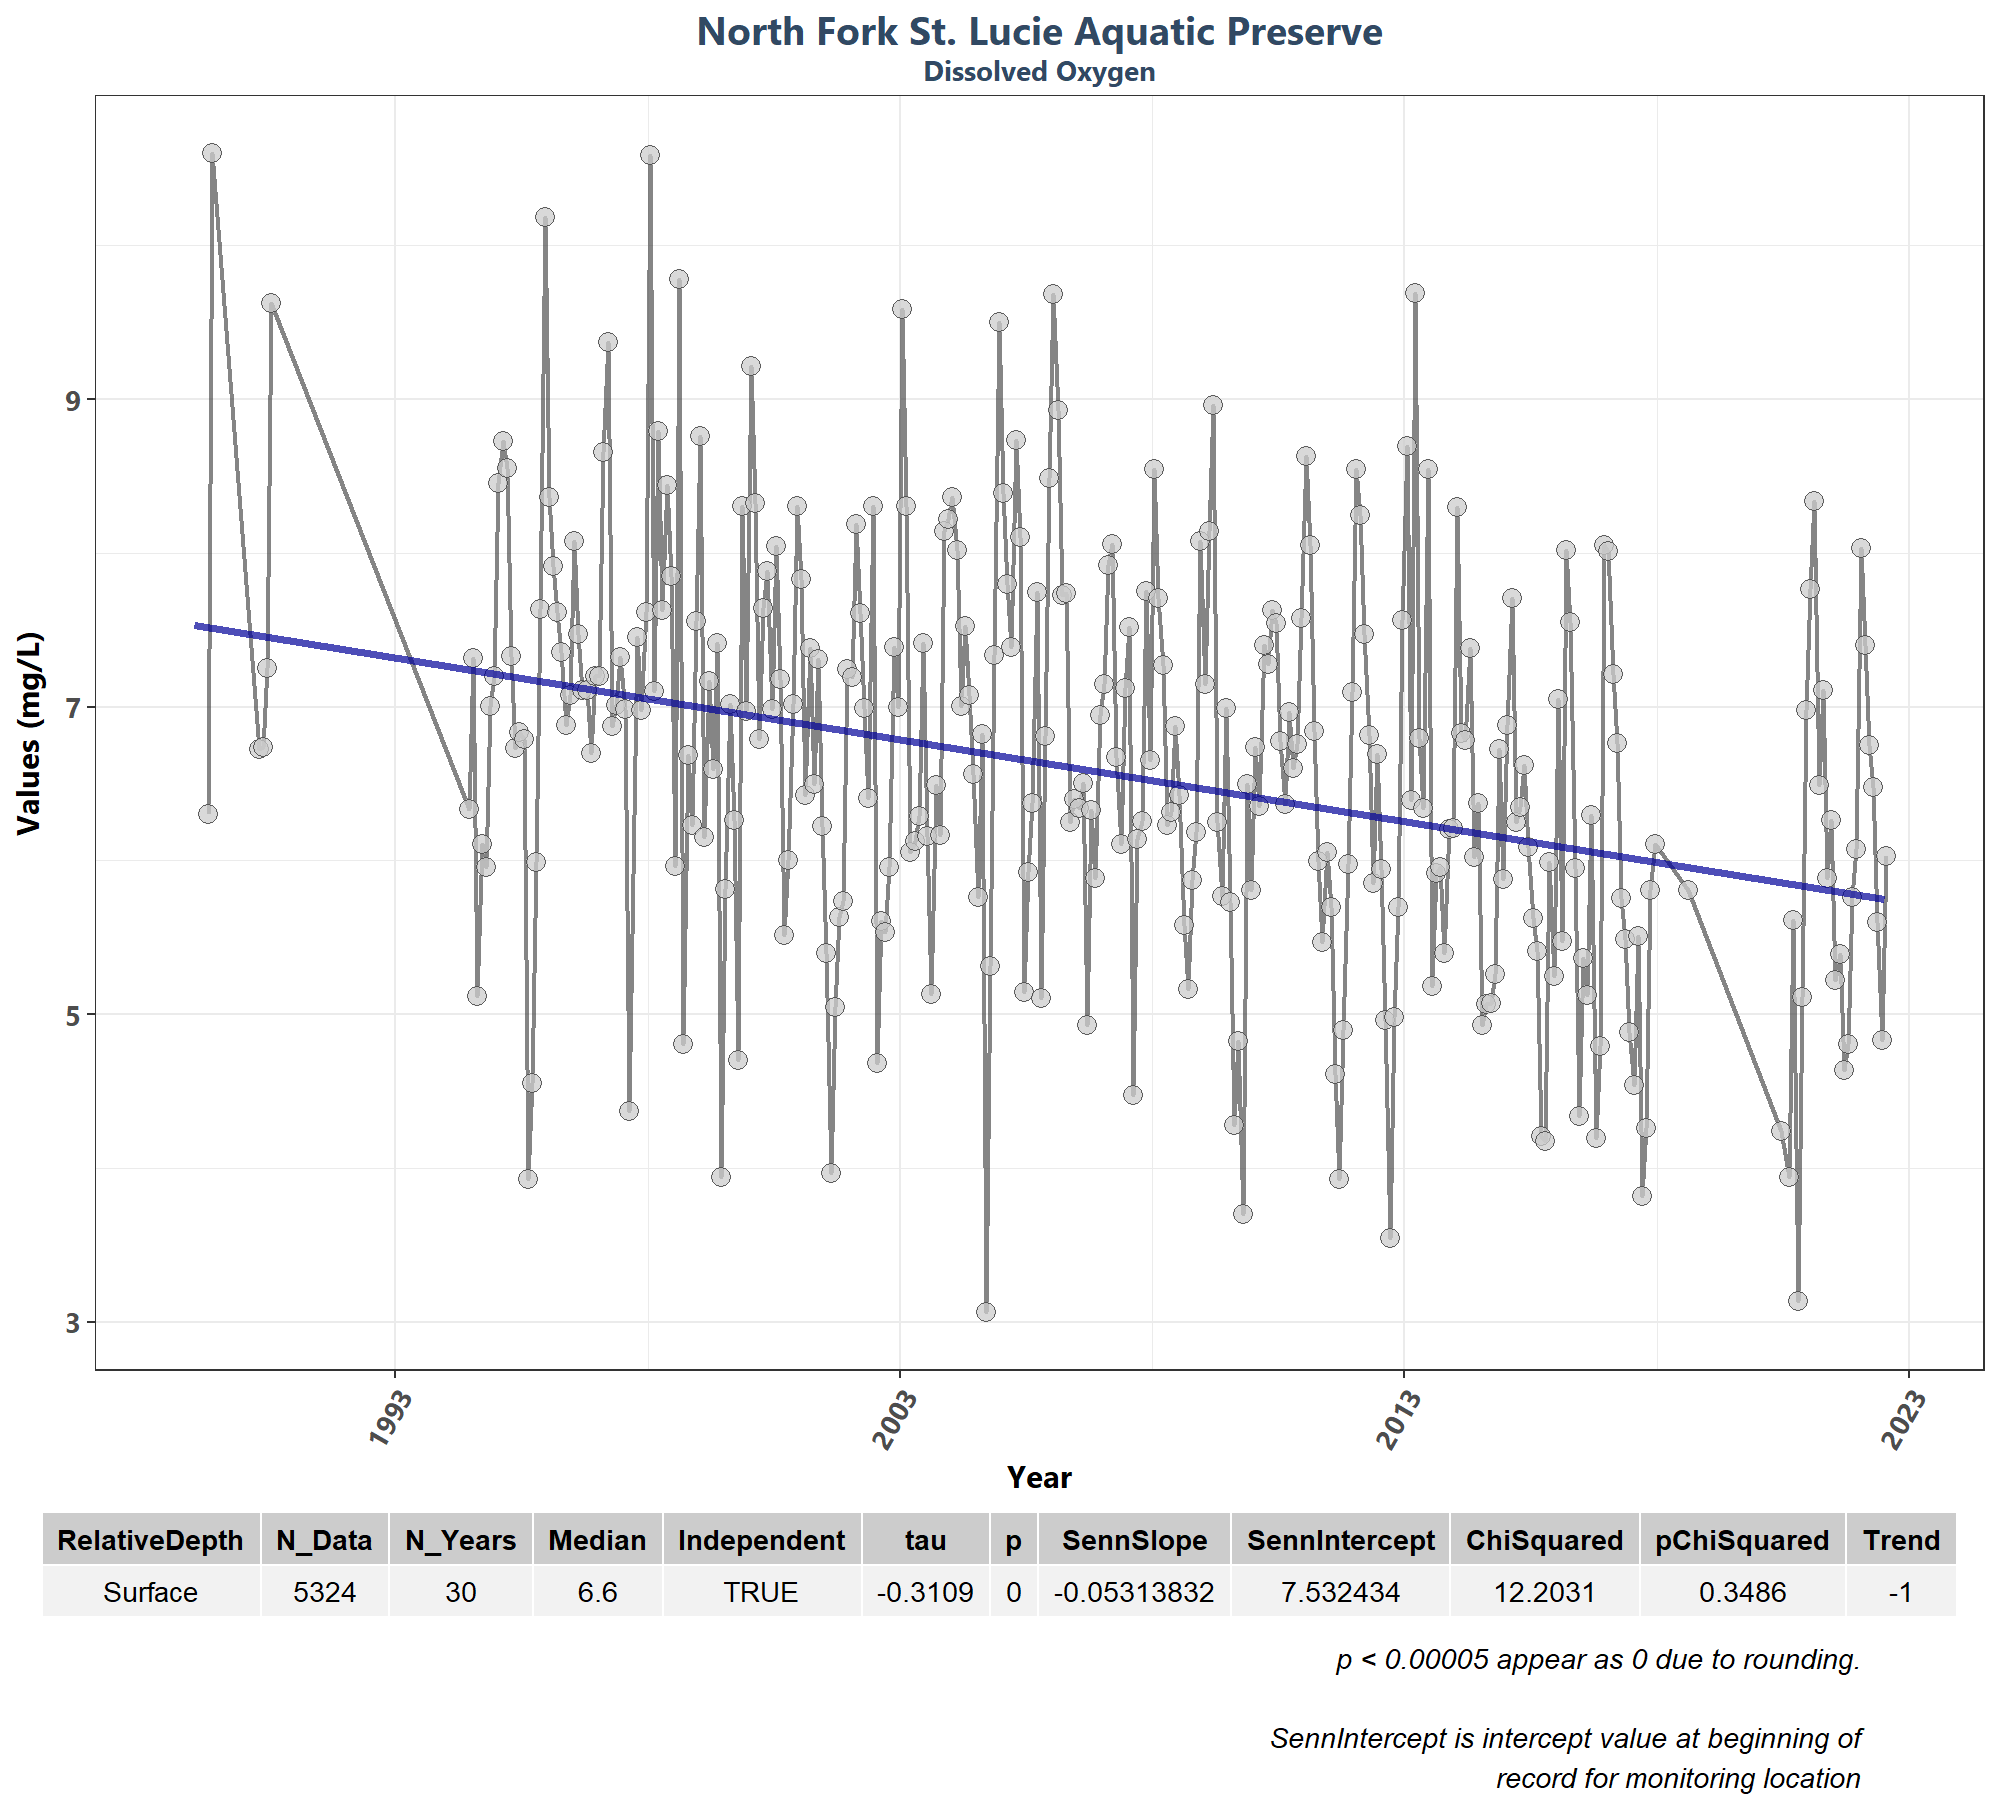 North Fork St. Lucie Aquatic Preserve
Dissolved Oxygen
Values (mg/L)
9
7
5
3
1993 2003 2013 2023
Year
RelativeDepth N_Data N_Years Median Independent tau p SennSlope SennIntercept ChiSquared pChiSquared Trend
Surface 5324 30 6.6 TRUE -0.3109 0 -0.05313832 7.532434 12.2031 0.3486 -1
p < 0.00005 appear as 0 due to rounding.
SennIntercept is intercept value at beginning of
record for monitoring location